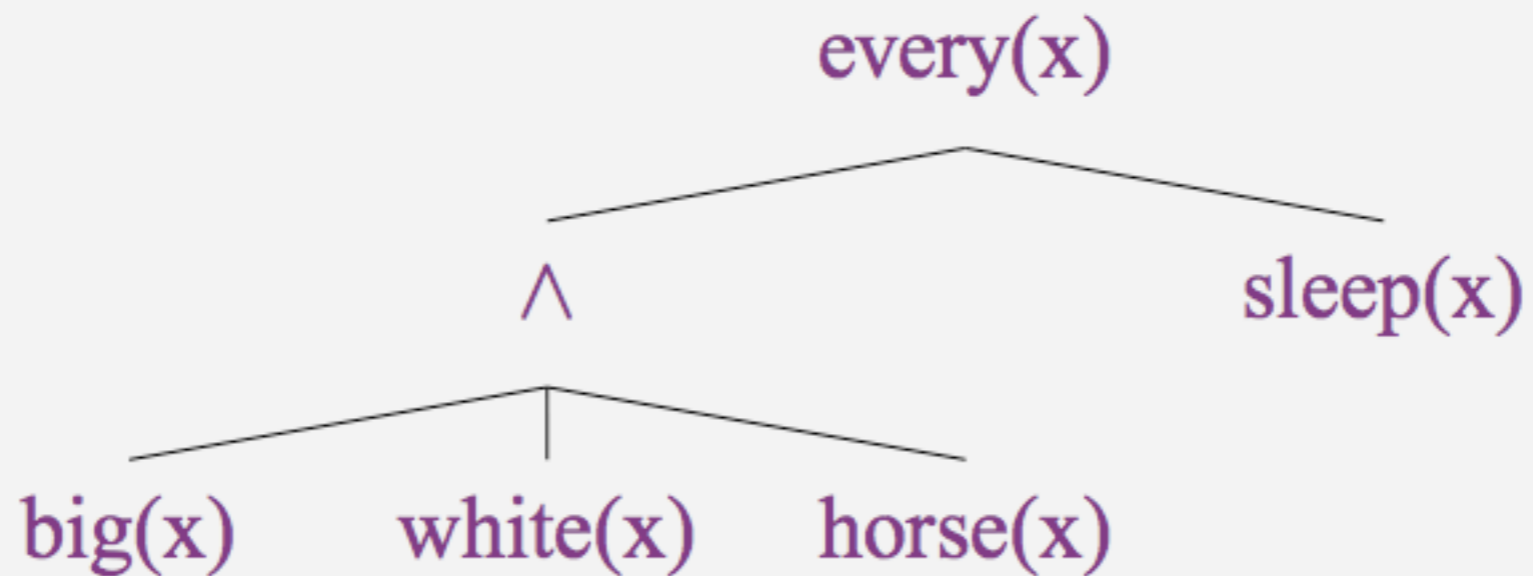 every(x)
∧ sleep(x)
big(x) white(x) horse(x)